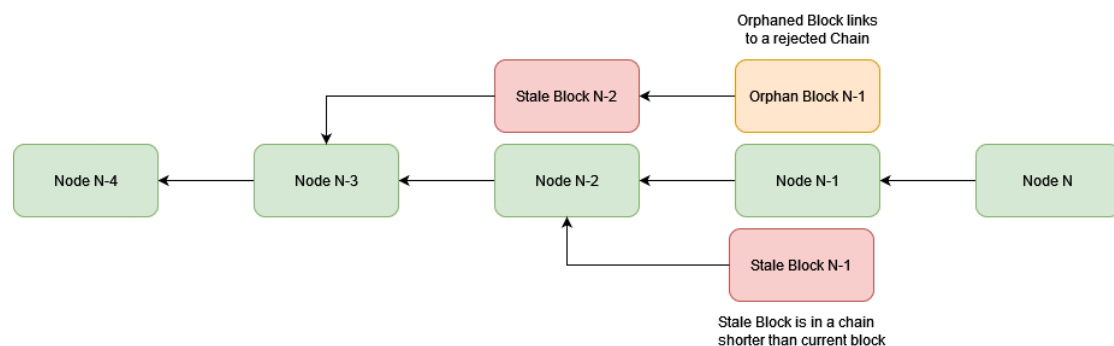 Orphaned Block links
to a rejected Chain
Stale Block N-2
Orphan Block N-1
Node N-4
Node N-3
Node N-2
Node N-1
Node N
Stale Block N-1
Stale Block is in a chain
shorter than current block